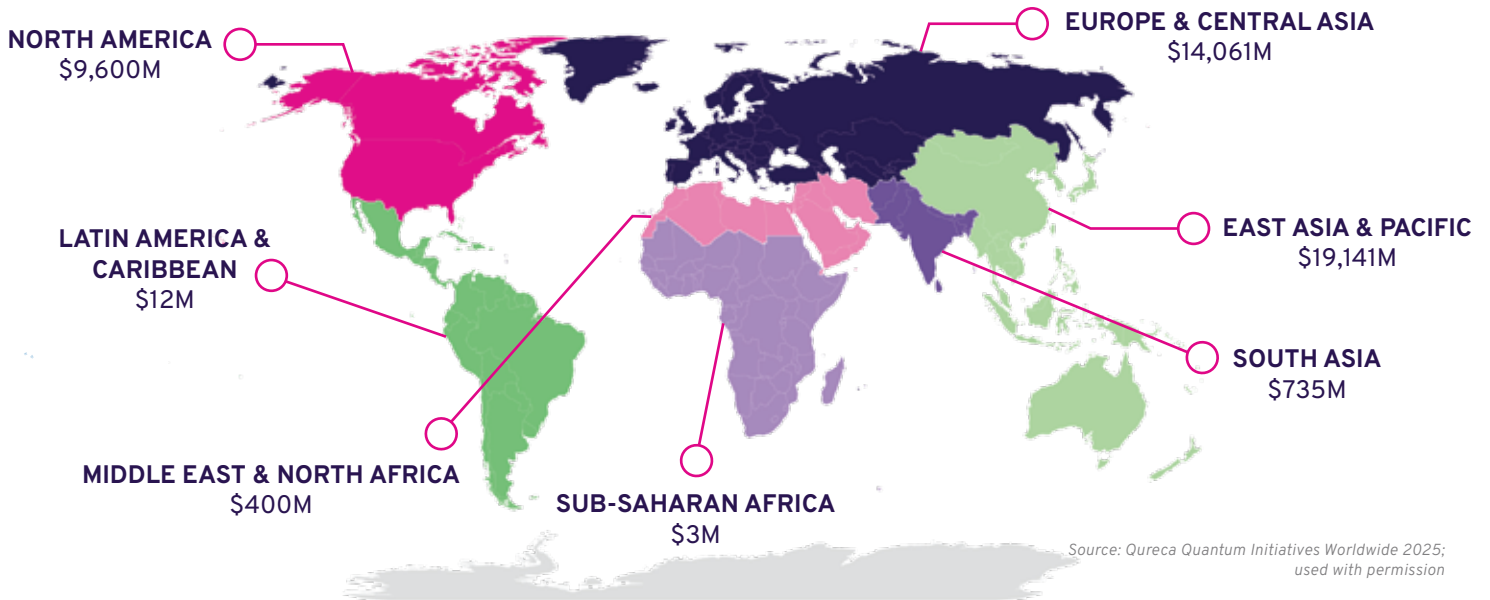 NORTH AMERICA
$9,600M
EUROPE & CENTRAL ASIA
$14,061M
LATIN AMERICA &
CARIBBEAN
$12M
EAST ASIA & PACIFIC
$19,141M
SOUTH ASIA
$735M
MIDDLE EAST & NORTH AFRICA
$400M
SUB-SAHARAN AFRICA
$3M
Source: Qureca Quantum Initiatives Worldwide 2025;
used with permission